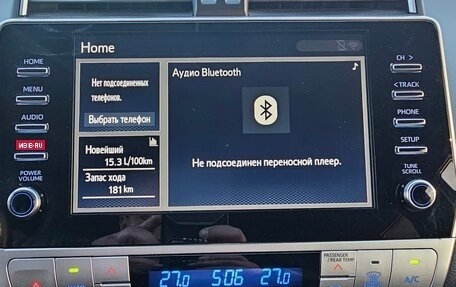 Home
HOME
MENU
AUDIO
ИЗ Е-RU
POWER
VOLUME
Нет подсоединенных
телефонов.
Выбрать телефон
Новейший
15.3 L/100km
Запас хода
181 km
Аудио Bluetooth
Не подсоединен переносной плеер.
CH >
< TRACK
PHONE
SETUP
TUNE
SCROLL
PASSENGER
/REAR TEMP
27.0
5:06
27.0
A/C